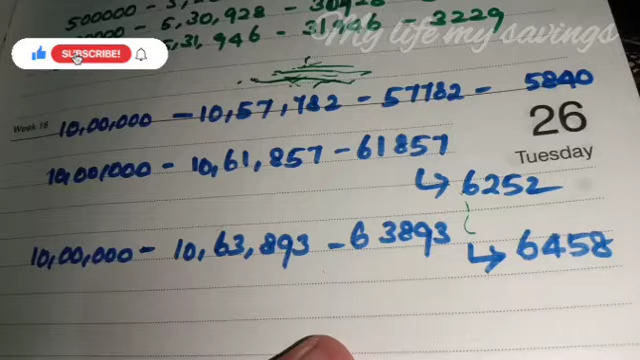 500000 - 3,
5,30,928 - 30928
5,31,946 - 31946 - 3229
My life my savings
SUBSCRIBE!
Week 18
10,00,000 - 10,57,782 - 57782 - 5840
26
Tuesday
10,00,000 - 10,61,857 - 61857
↳ 6252
10,00,000 - 10,63,893 - 63893
↳ 6458